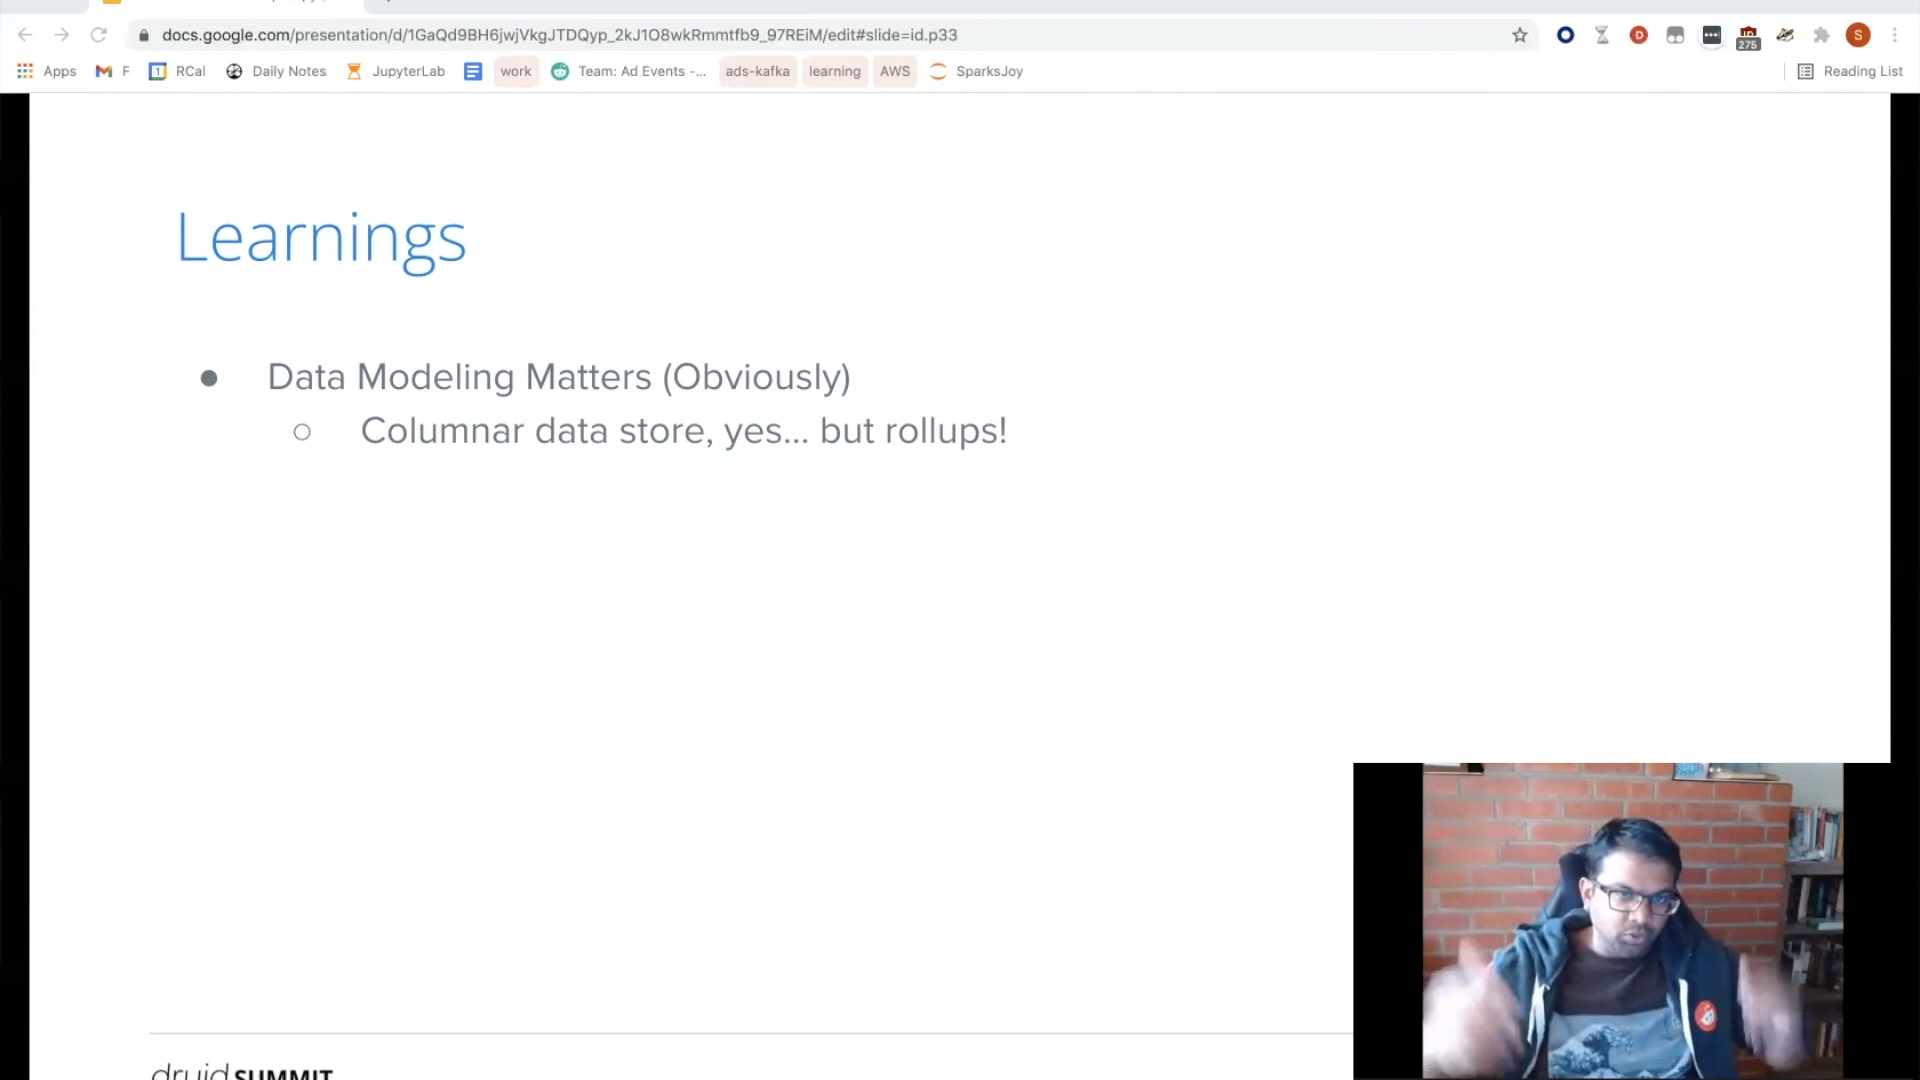 docs.google.com/presentation/d/1GaQd9BH6jwjVkgJTDQyp_2kJ1O8wkRmmtfb9_97REiM/edit#slide=id.p33
S
275
Apps F RCal Daily Notes JupyterLab work Team: Ad Events -... ads-kafka learning AWS SparksJoy Reading List
Learnings
Data Modeling Matters (Obviously)
Columnar data store, yes... but rollups!
druid SUMMIT